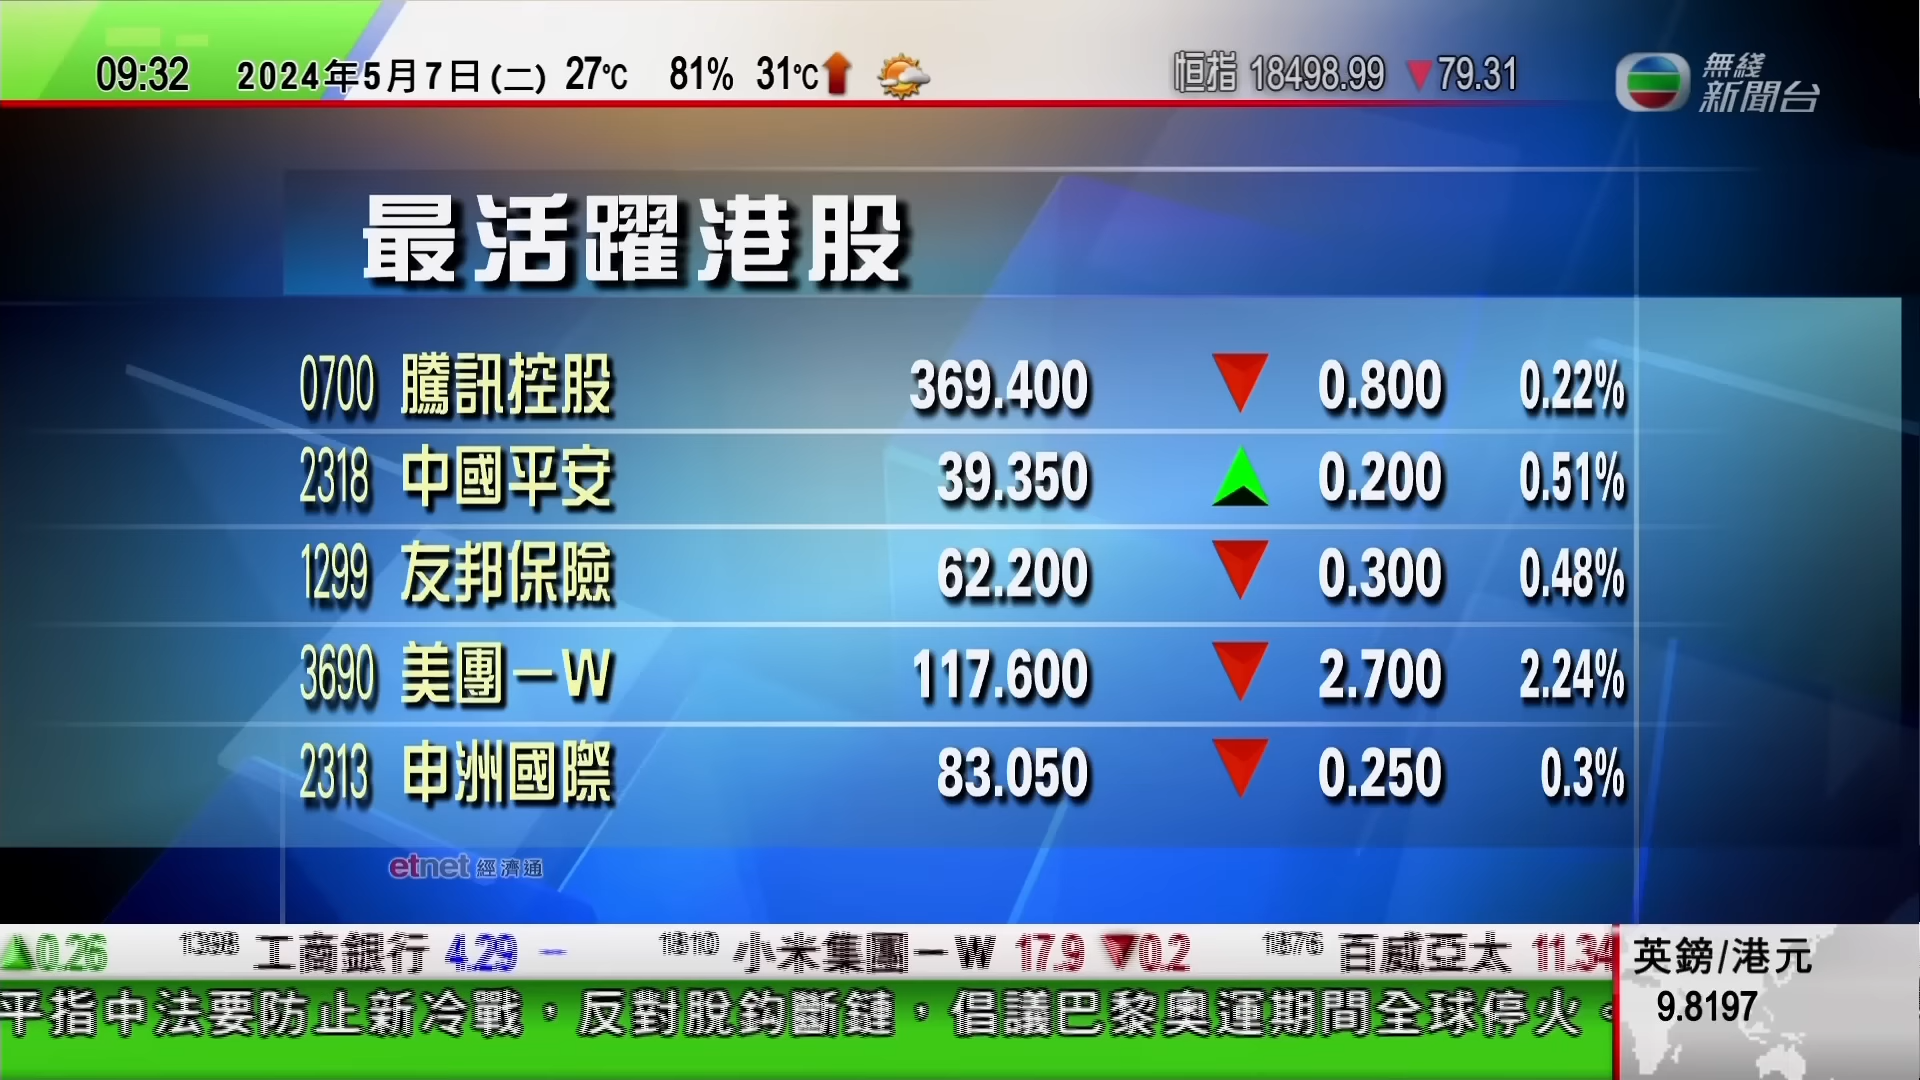 09:32 2024年5月7日(二) 27℃ 81% 31℃ 恒指 18498.99 ▼79.31
無綫
新聞台
最活躍港股
0700 騰訊控股 369.400 ▼ 0.800 0.22%
2318 中國平安 39.350 ▲ 0.200 0.51%
1299 友邦保險 62.200 ▼ 0.300 0.48%
3690 美團－W 117.600 ▼ 2.700 2.24%
2313 申洲國際 83.050 ▼ 0.250 0.3%
etnet 經濟通
▲0.26 1398 工商銀行 4.29 － 1810 小米集團－W 17.9 ▼0.2 1876 百威亞太 11.34
平指中法要防止新冷戰，反對脫鈎斷鏈，倡議巴黎奧運期間全球停火
英鎊/港元
9.8197